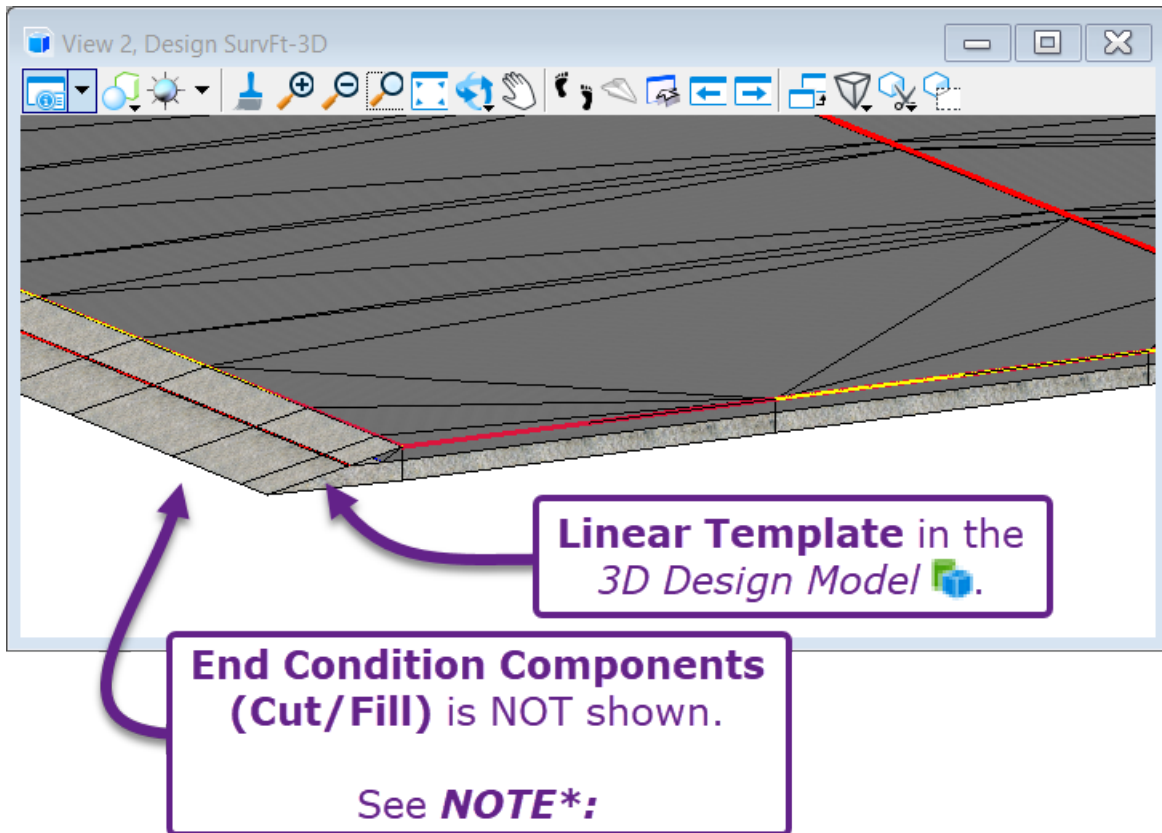 View 2, Design SurvFt-3D
Linear Template in the
3D Design Model .
End Condition Components
(Cut/Fill) is NOT shown.
See NOTE*: